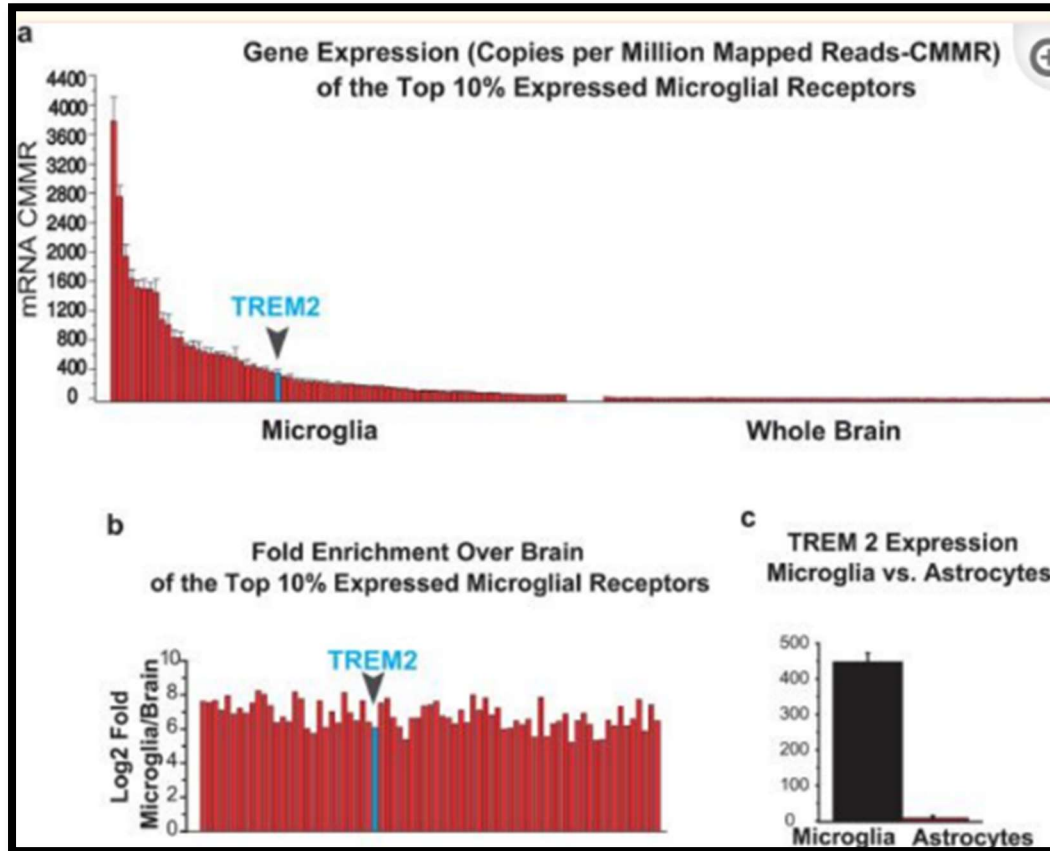 a
Gene Expression (Copies per Million Mapped Reads-CMMR)
of the Top 10% Expressed Microglial Receptors
mRNA CMMR
4400
4000
3600
3200
2800
2400
2000
1600
1200
800
400
0
TREM2
Microglia
Whole Brain
b
Fold Enrichment Over Brain
of the Top 10% Expressed Microglial Receptors
Log2 Fold
Microglia/Brain
10
8
6
4
2
0
TREM2
c
TREM 2 Expression
Microglia vs. Astrocytes
500
400
300
200
100
0
Microglia
Astrocytes